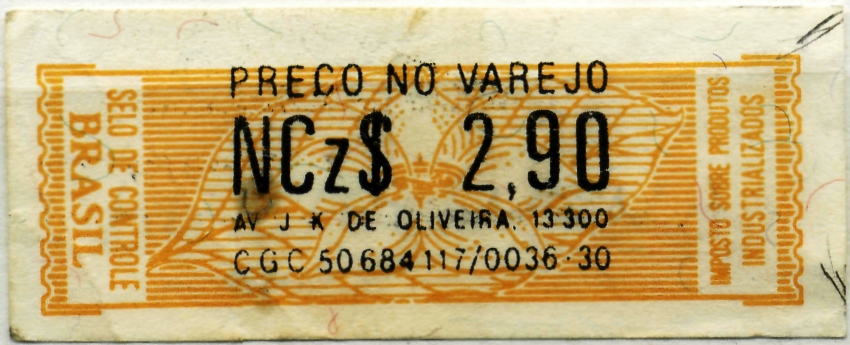 PREÇO NO VAREJO
NCz$ 2,90
AV J K DE OLIVEIRA, 13300
CGC 50684117/0036-30
SELO DE CONTROLE
BRASIL
IMPOSTO SOBRE PRODUTOS
INDUSTRIALIZADOS